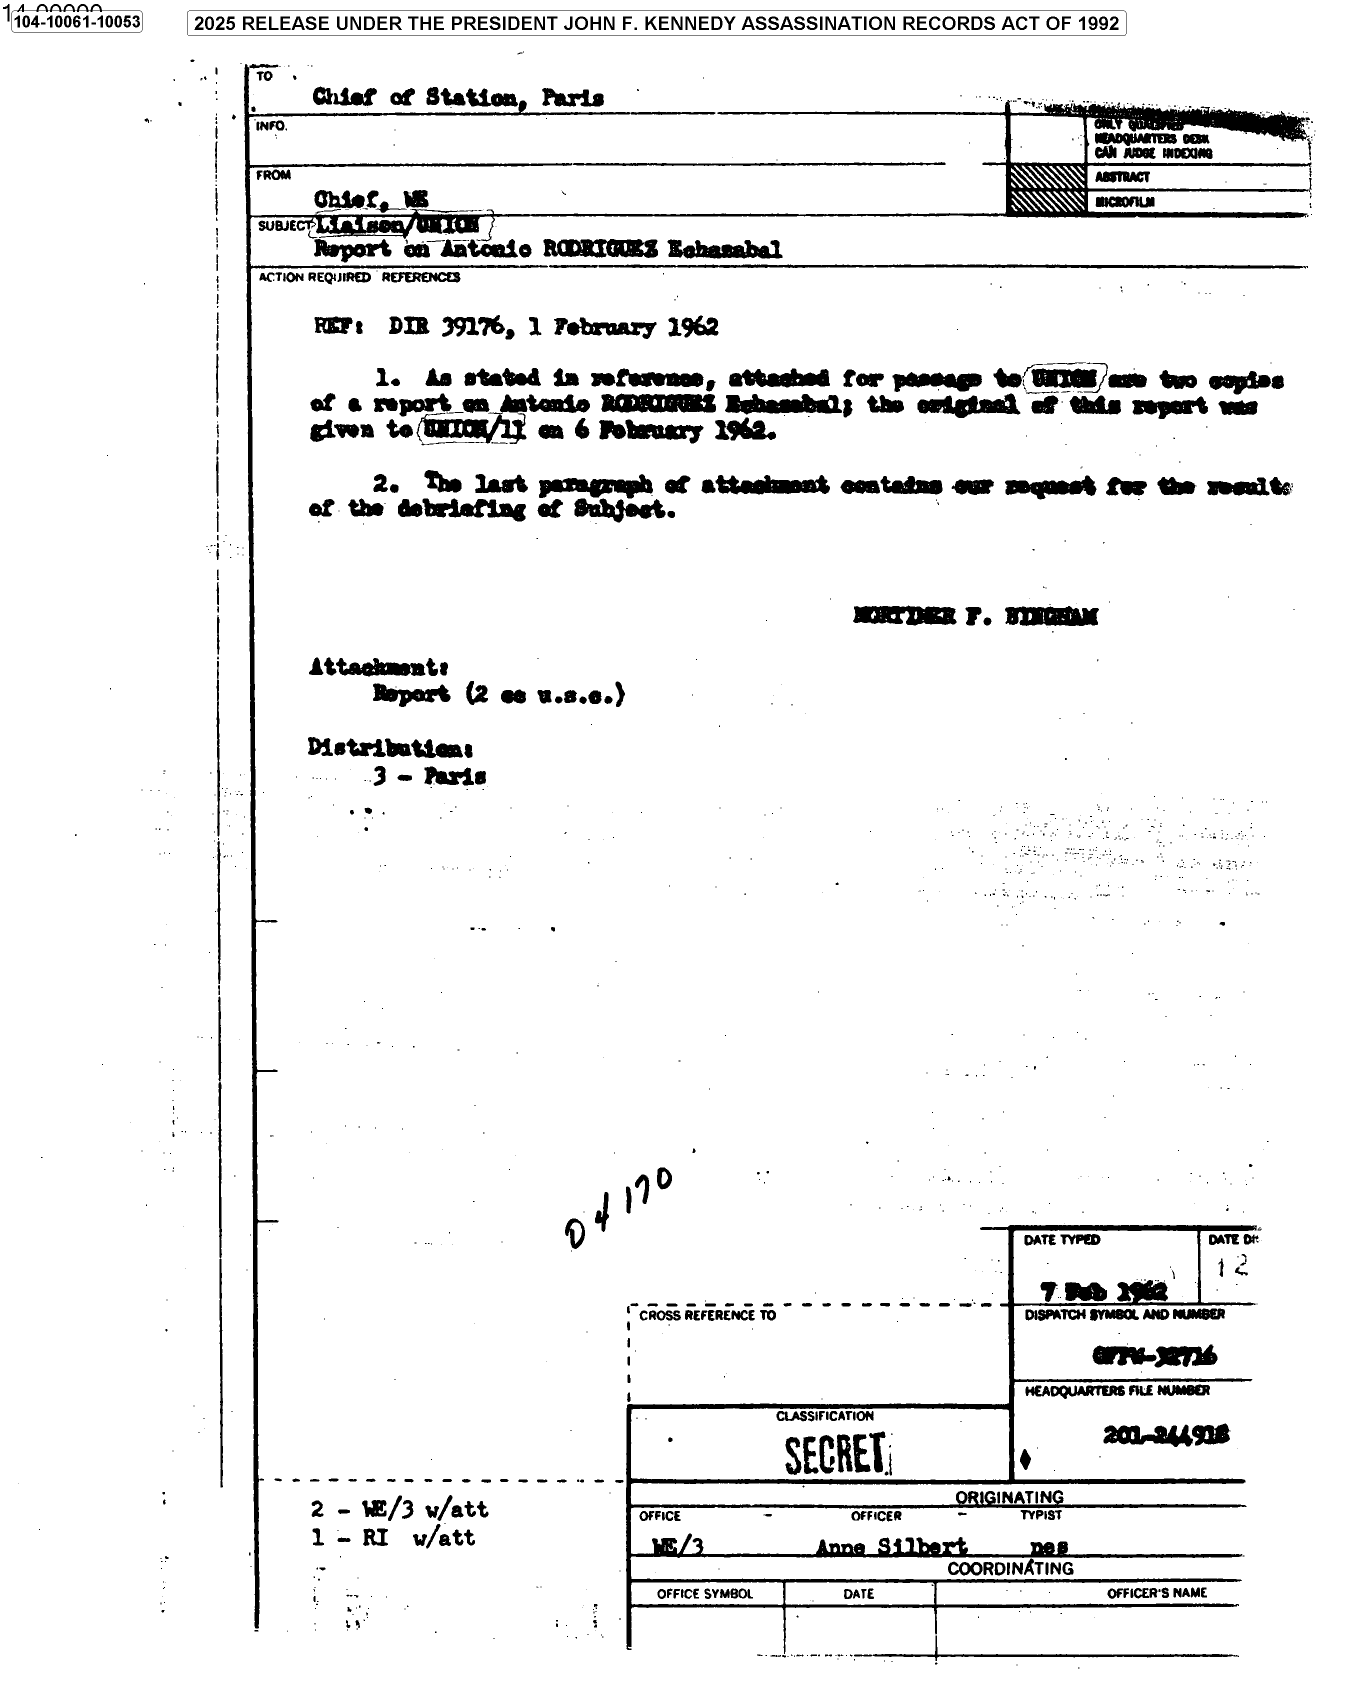 104-10061-10053
2025 RELEASE UNDER THE PRESIDENT JOHN F. KENNEDY ASSASSINATION RECORDS ACT OF 1992
TO
Chief of Station, Paris
INFO.
ONLY QUALIFIED
HEADQUARTERS DESK
CAN JUDGE INDEXING
FROM
ABSTRACT
Chief, WE
MICROFILM
SUBJECT Liaison/UNION
Report on Antonio RODRIGUEZ Echazabal
ACTION REQUIRED REFERENCES
REF: DIR 39176, 1 February 1962
1. As stated in reference, attached for passage to UNION are two copies
of a report on Antonio RODRIGUEZ Echazabal; the original of this report was
given to UNION/11 on 6 February 1962.
2. The last paragraph of attachment contains our request for the results
of the debriefing of Subject.
MORTIMER F. BINGHAM
Attachment:
Report (2 cc u.s.c.)
Distribution:
3 - Paris
D 4 170
DATE TYPED
7 Feb 1962
12
CROSS REFERENCE TO
DISPATCH SYMBOL AND NUMBER
OFPW-32716
HEADQUARTERS FILE NUMBER
201-244918
CLASSIFICATION
SECRET
2 - WE/3 w/att
1 - RI w/att
ORIGINATING
OFFICE - OFFICER - TYPIST
WE/3 Anne Silbert nes
COORDINATING
OFFICE SYMBOL DATE OFFICER'S NAME